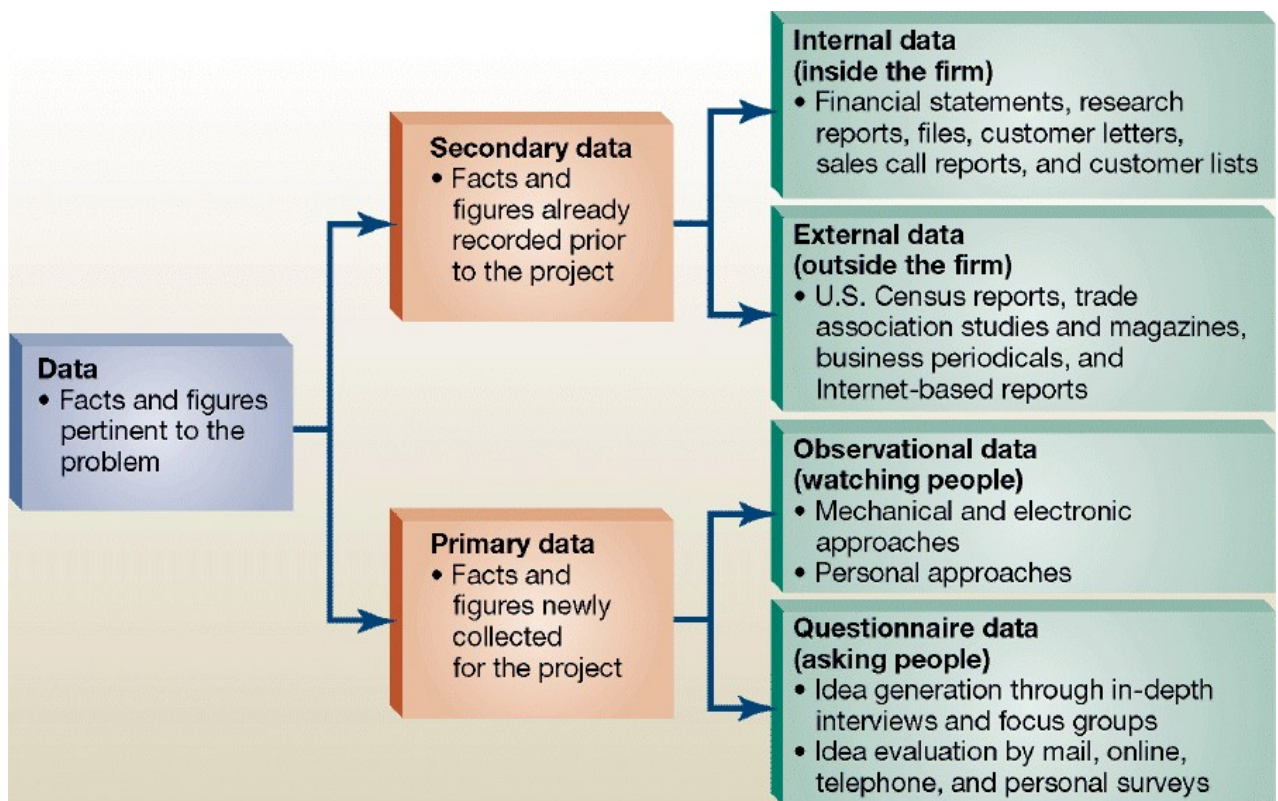 Data
• Facts and figures
pertinent to the
problem
Secondary data
• Facts and
figures already
recorded prior
to the project
Primary data
• Facts and
figures newly
collected
for the project
Internal data
(inside the firm)
• Financial statements, research
reports, files, customer letters,
sales call reports, and customer lists
External data
(outside the firm)
• U.S. Census reports, trade
association studies and magazines,
business periodicals, and
Internet-based reports
Observational data
(watching people)
• Mechanical and electronic
approaches
• Personal approaches
Questionnaire data
(asking people)
• Idea generation through in-depth
interviews and focus groups
• Idea evaluation by mail, online,
telephone, and personal surveys